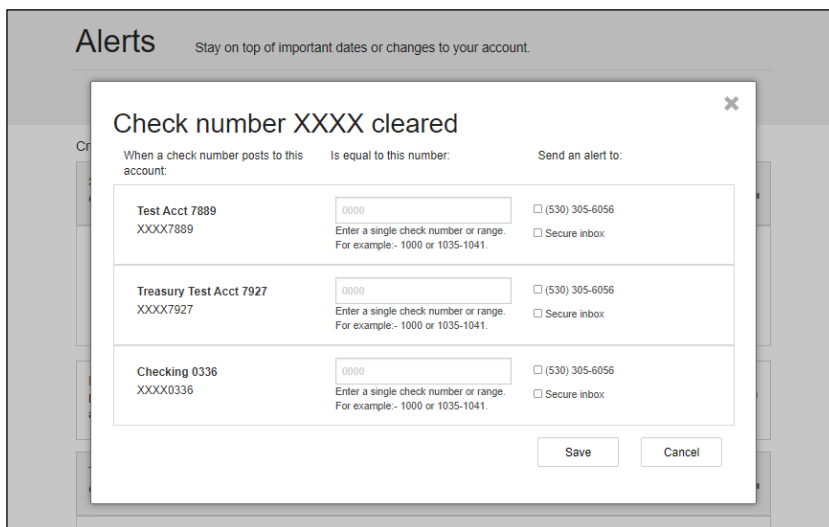 Alerts Stay on top of important dates or changes to your account.
Check number XXXX cleared
Cr
When a check number posts to this account: Is equal to this number: Send an alert to:
Test Acct 7889
XXXX7889
0000
Enter a single check number or range.
For example:- 1000 or 1035-1041.
(530) 305-6056
Secure inbox
Treasury Test Acct 7927
XXXX7927
0000
Enter a single check number or range.
For example:- 1000 or 1035-1041.
(530) 305-6056
Secure inbox
Checking 0336
XXXX0336
0000
Enter a single check number or range.
For example:- 1000 or 1035-1041.
(530) 305-6056
Secure inbox
Save Cancel